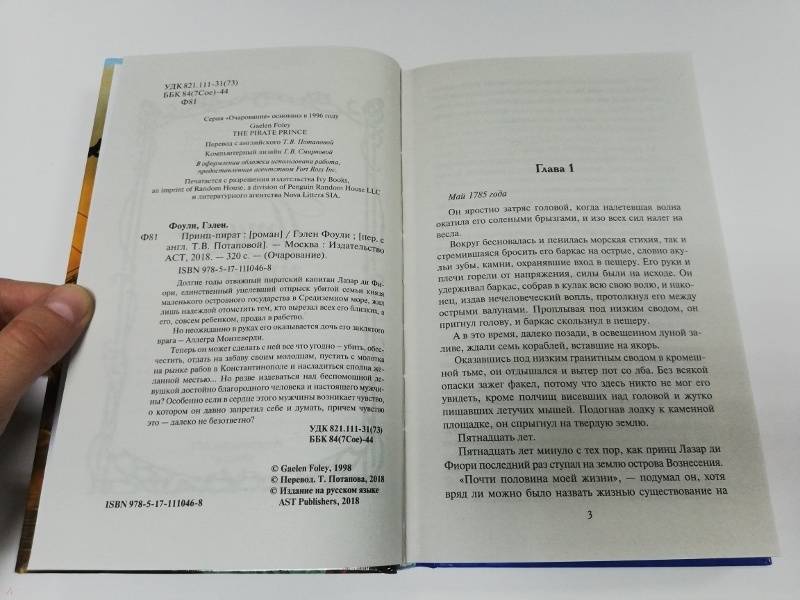 УДК 821.111-31(73)
ББК 84(7Сое)-44
Ф81
Серия «Очарование» основана в 1996 году
Gaelen Foley
THE PIRATE PRINCE
Перевод с английского Т.В. Потаповой
Компьютерный дизайн Г.В. Смирновой
В оформлении обложки использована работа,
предоставленная агентством Fort Ross Inc.
Печатается с разрешения издательства Ivy Books,
an imprint of Random House, a division of Penguin Random House LLC
и литературного агентства Nova Littera SIA.
Фоули, Гэлен.
Ф81 Принц-пират : [роман] / Гэлен Фоули ; [пер. с
англ. Т.В. Потаповой]. — Москва : Издательство
АСТ, 2018. — 320 с. — (Очарование).
ISBN 978-5-17-111046-8
Долгие годы отважный пиратский капитан Лазар ди Фи-
ори, единственный уцелевший отпрыск убитой семьи князя
маленького островного государства в Средиземном море, жил
лишь надеждой отомстить тем, кто вырезал всех его близких, а
его, совсем ребенком, продал в рабство.
Но неожиданно в руках его оказывается дочь его заклятого
врага — Аллегра Монтеверди.
Теперь он может сделать с ней все что угодно — убить, обес-
честить, отдать на забаву своим молодцам, пустить с молотка
на рынке рабов в Константинополе и насладиться сполна же-
ланной местью... Но разве издеваться над беспомощной де-
вушкой достойно благородного человека и настоящего мужчи-
ны? Особенно если в сердце этого мужчины возникает чувство,
о котором он давно запретил себе и думать, причем чувство
это — далеко не безответно?
УДК 821.111-31(73)
ББК 84(7Сое)-44
© Gaelen Foley, 1998
© Перевод. Т. Потапова, 2018
© Издание на русском языке
AST Publishers, 2018
ISBN 978-5-17-111046-8
Глава 1
Май 1785 года
Он яростно затряс головой, когда налетевшая волна
окатила его солеными брызгами, и изо всех сил налег на
весла.
Вокруг бесновалась и пенилась морская стихия, так и
стремившаяся бросить его баркас на острые, словно аку-
льи зубы, камни, охранявшие вход в пещеру. Его руки и
плечи горели от напряжения, силы были на исходе. Он
удерживал баркас, собрав в кулак всю свою волю, и нако-
нец, издав нечеловеческий вопль, протолкнул его между
острыми валунами. Проплывая под низким сводом, он
пригнул голову, и баркас скользнул в пещеру.
А в это время, далеко позади, в освещенном луной за-
ливе, ждали семь кораблей, вставшие на якорь.
Оказавшись под низким гранитным сводом в кромеш-
ной тьме, он отдышался и вытер пот со лба. Без всякой
опаски зажег факел, потому что здесь никто не мог его
увидеть, кроме полчищ висевших над головой и жутко
пищавших летучих мышей. Подогнав лодку к каменной
площадке, он спрыгнул на твердую землю.
Пятнадцать лет.
Пятнадцать лет минуло с тех пор, как принц Лазар ди
Фиори последний раз ступал на землю острова Вознесения.
«Почти половина моей жизни», — подумал он, хотя
вряд ли можно было назвать жизнью существование на
3